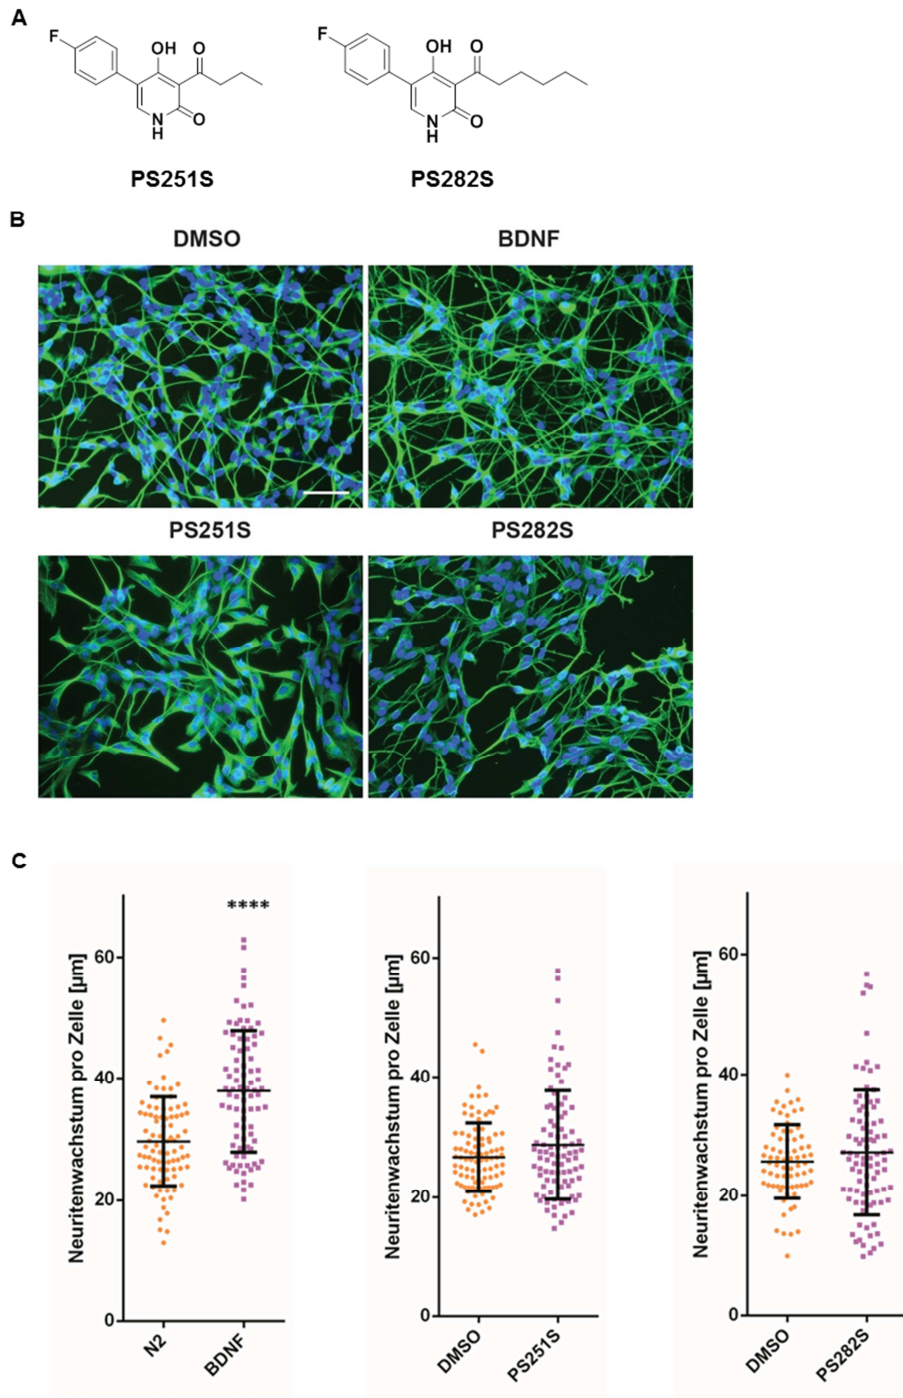 A
F
OH
O
N
H
O
PS251S
F
OH
O
N
H
O
PS282S
B
DMSO
BDNF
PS251S
PS282S
C
Neuritenwachstum pro Zelle [µm]
60
40
20
0
****
N2
BDNF
Neuritenwachstum pro Zelle [µm]
60
40
20
0
DMSO
PS251S
Neuritenwachstum pro Zelle [µm]
60
40
20
0
DMSO
PS282S